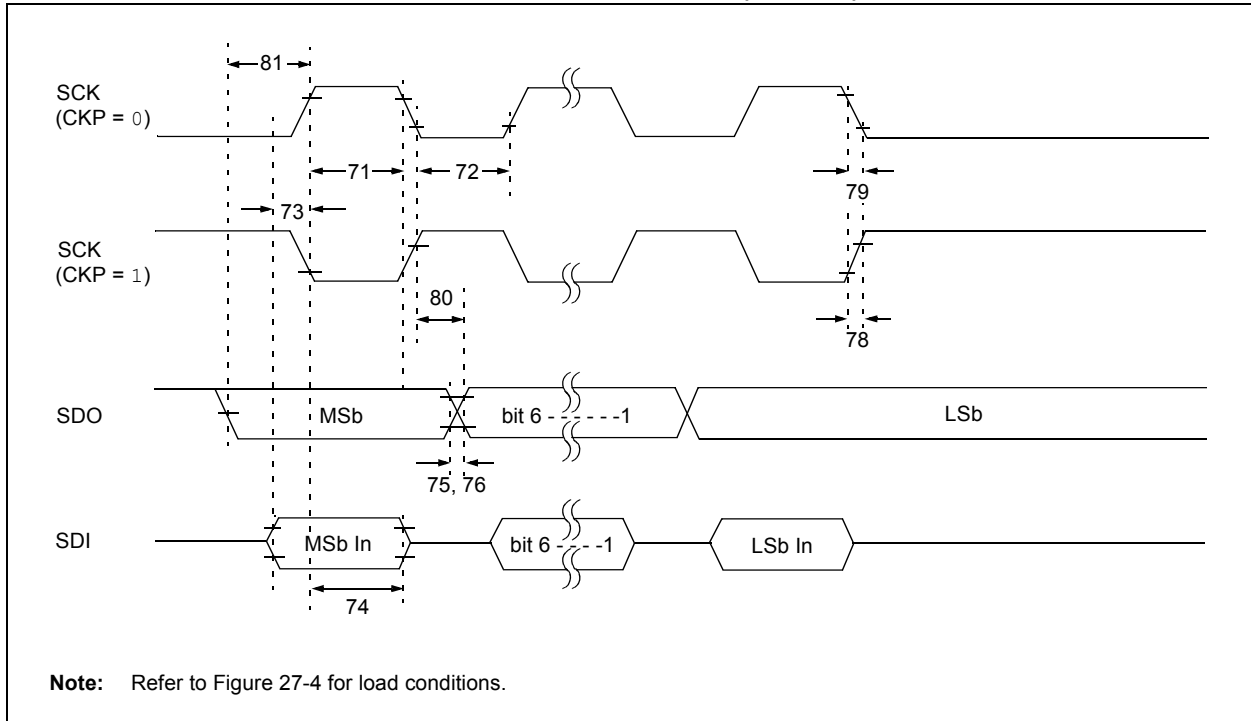 81
SCK
(CKP = 0)
71
72
79
73
SCK
(CKP = 1)
80
78
SDO
MSb
bit 6 - - - - - -1
LSb
75, 76
SDI
MSb In
bit 6 - - - - -1
LSb In
74
Note: Refer to Figure 27-4 for load conditions.